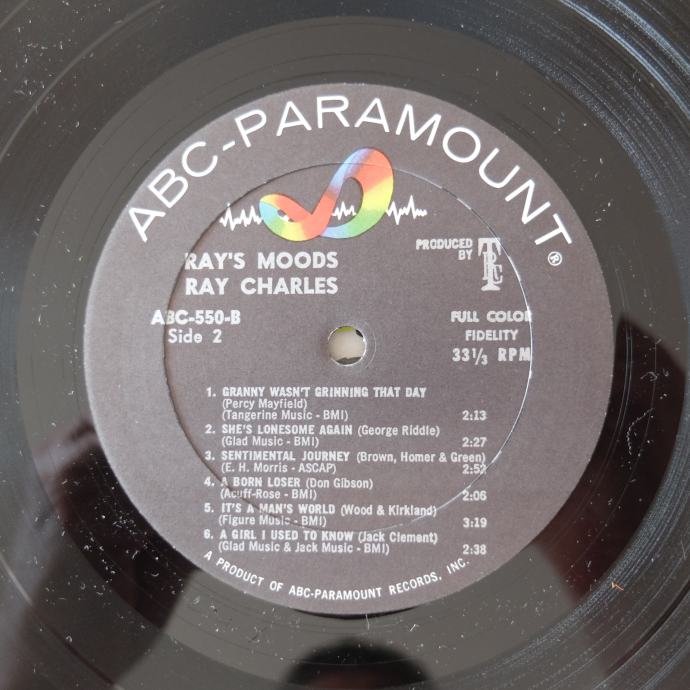 ABC-PARAMOUNT®
PRODUCED
BY
TRC
RAY'S MOODS
RAY CHARLES
ABC-550-B
Side 2
FULL COLOR
FIDELITY
33⅓ RPM
1. GRANNY WASN'T GRINNING THAT DAY
(Percy Mayfield)
(Tangerine Music - BMI) 2:13
2. SHE'S LONESOME AGAIN (George Riddle)
(Glad Music - BMI) 2:27
3. SENTIMENTAL JOURNEY (Brown, Homer & Green)
(E. H. Morris - ASCAP) 2:52
4. A BORN LOSER (Don Gibson)
(Acuff-Rose - BMI) 2:06
5. IT'S A MAN'S WORLD (Wood & Kirkland)
(Figure Music - BMI) 3:19
6. A GIRL I USED TO KNOW (Jack Clement)
(Glad Music & Jack Music - BMI) 2:38
A PRODUCT OF ABC-PARAMOUNT RECORDS, INC.